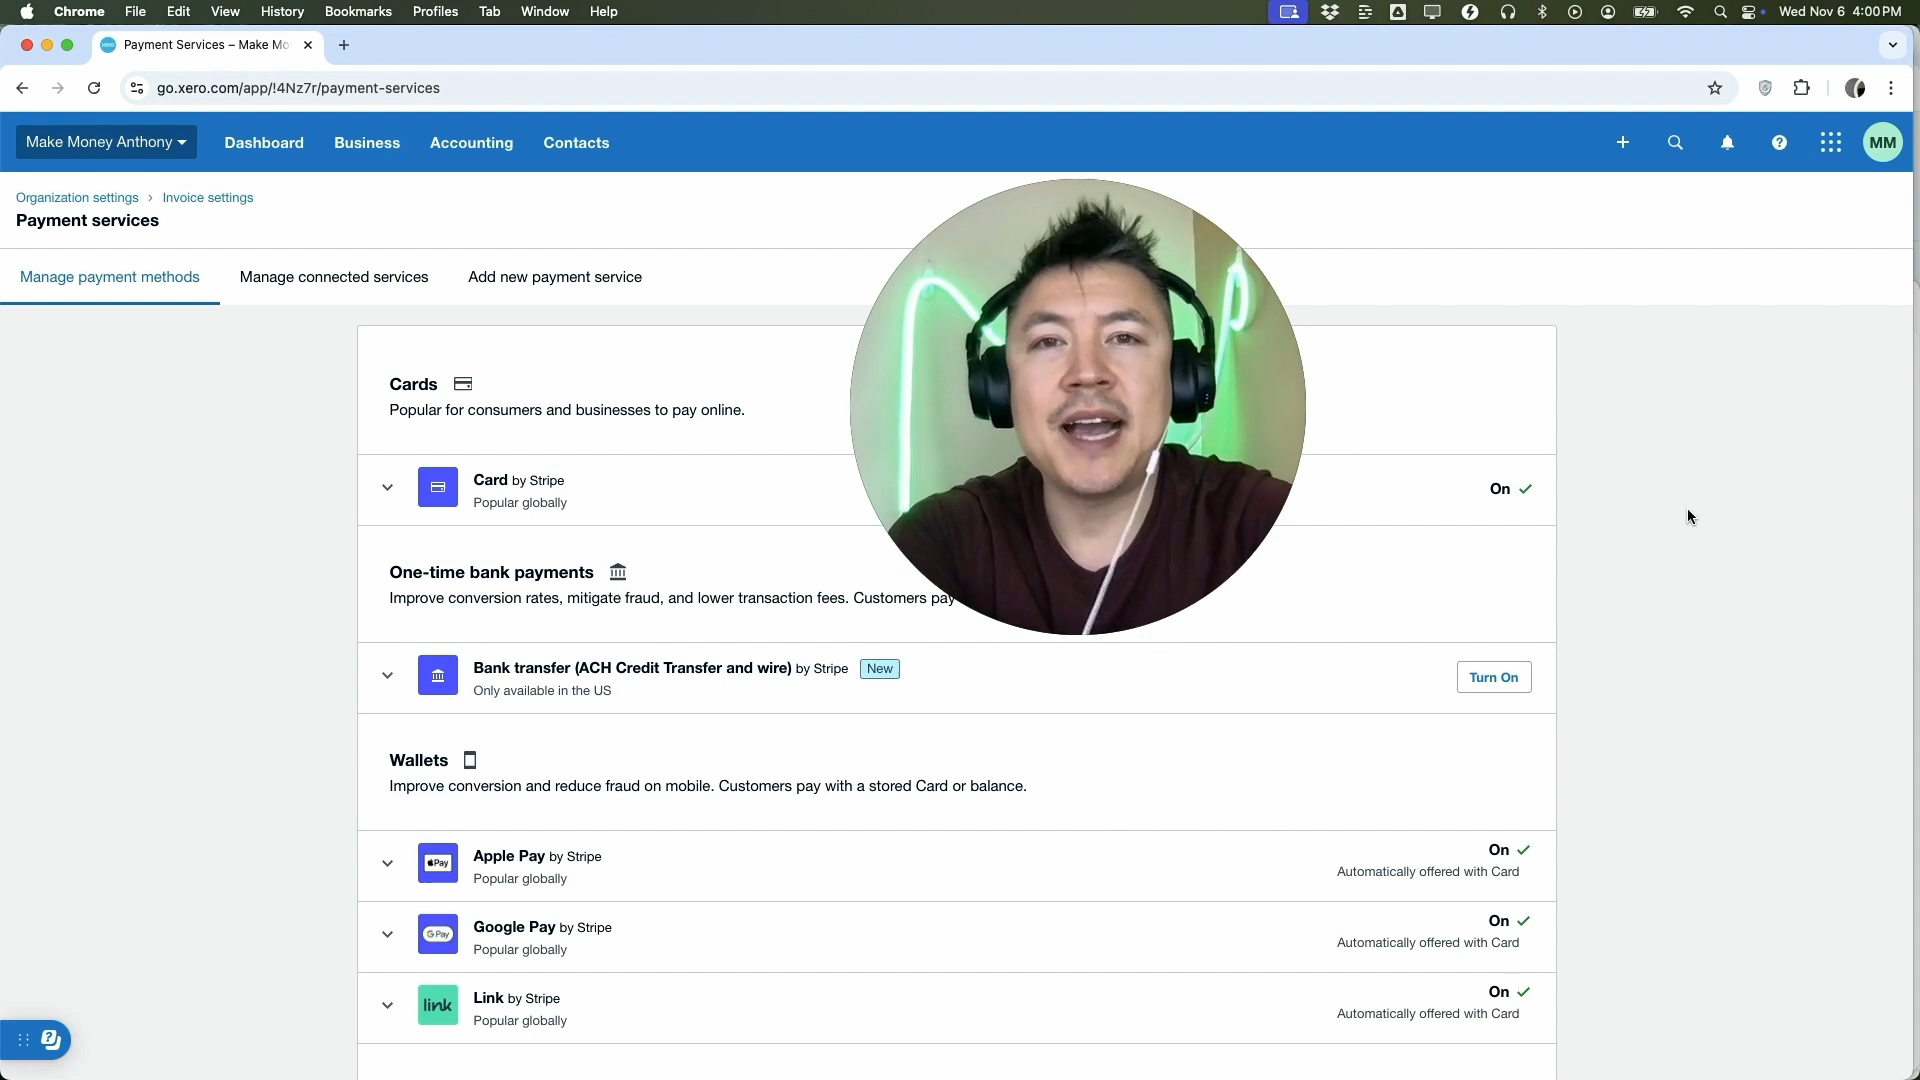 Chrome File Edit View History Bookmarks Profiles Tab Window Help Wed Nov 6 4:00 PM
Payment Services – Make Mo
go.xero.com/app/!4Nz7r/payment-services
Make Money Anthony Dashboard Business Accounting Contacts MM
Organization settings › Invoice settings
Payment services
Manage payment methods Manage connected services Add new payment service
Cards
Popular for consumers and businesses to pay online.
Card by Stripe
Popular globally
On
One-time bank payments
Improve conversion rates, mitigate fraud, and lower transaction fees. Customers pay
Bank transfer (ACH Credit Transfer and wire) by Stripe New
Only available in the US
Turn On
Wallets
Improve conversion and reduce fraud on mobile. Customers pay with a stored Card or balance.
Pay
Apple Pay by Stripe
Popular globally
On
Automatically offered with Card
G Pay
Google Pay by Stripe
Popular globally
On
Automatically offered with Card
link
Link by Stripe
Popular globally
On
Automatically offered with Card